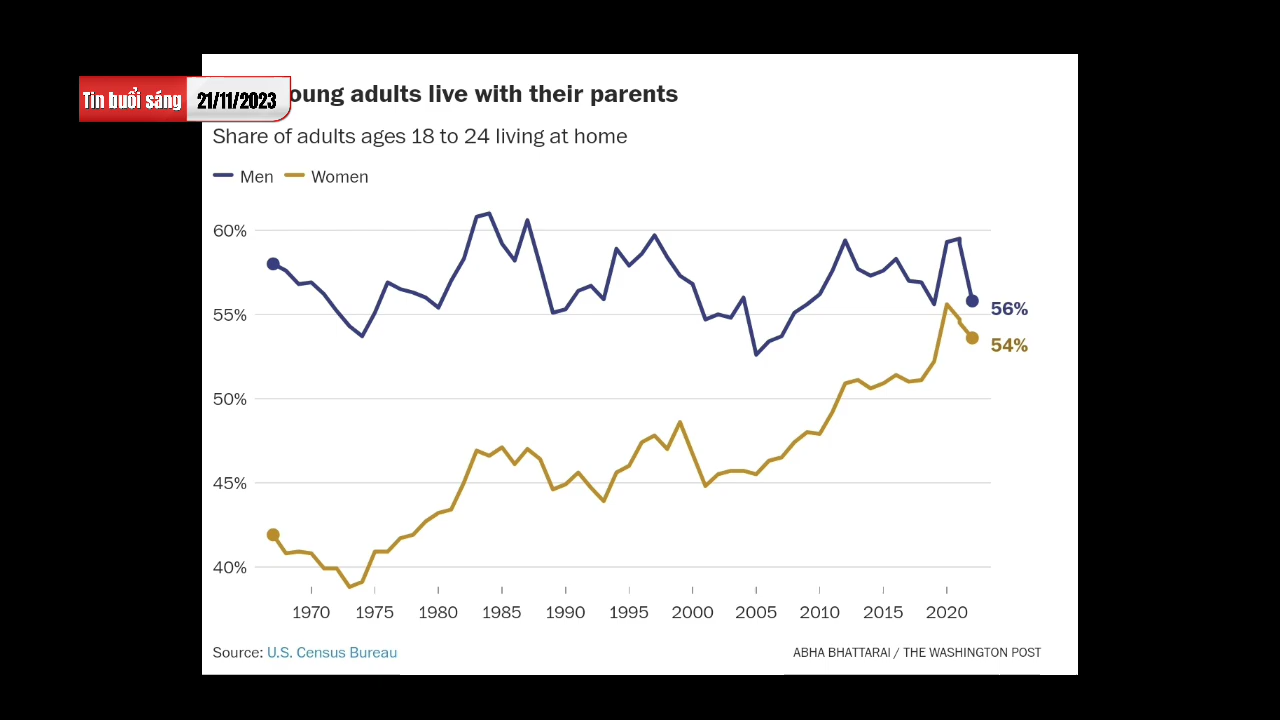 Tin buổi sáng 21/11/2023
adults live with their parents
Share of adults ages 18 to 24 living at home
Men Women
60%
55%
50%
45%
40%
56%
54%
1970 1975 1980 1985 1990 1995 2000 2005 2010 2015 2020
Source: U.S. Census Bureau
ABHA BHATTARAI / THE WASHINGTON POST